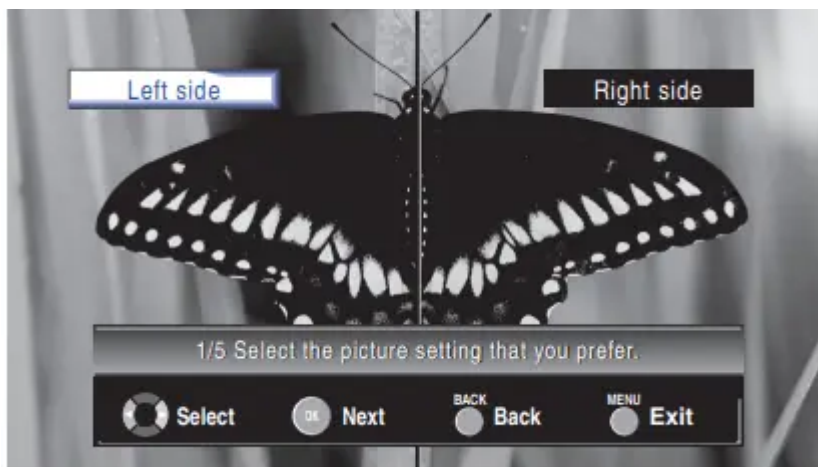 Left side
Right side
1/5 Select the picture setting that you prefer.
Select OK Next BACK Back MENU Exit